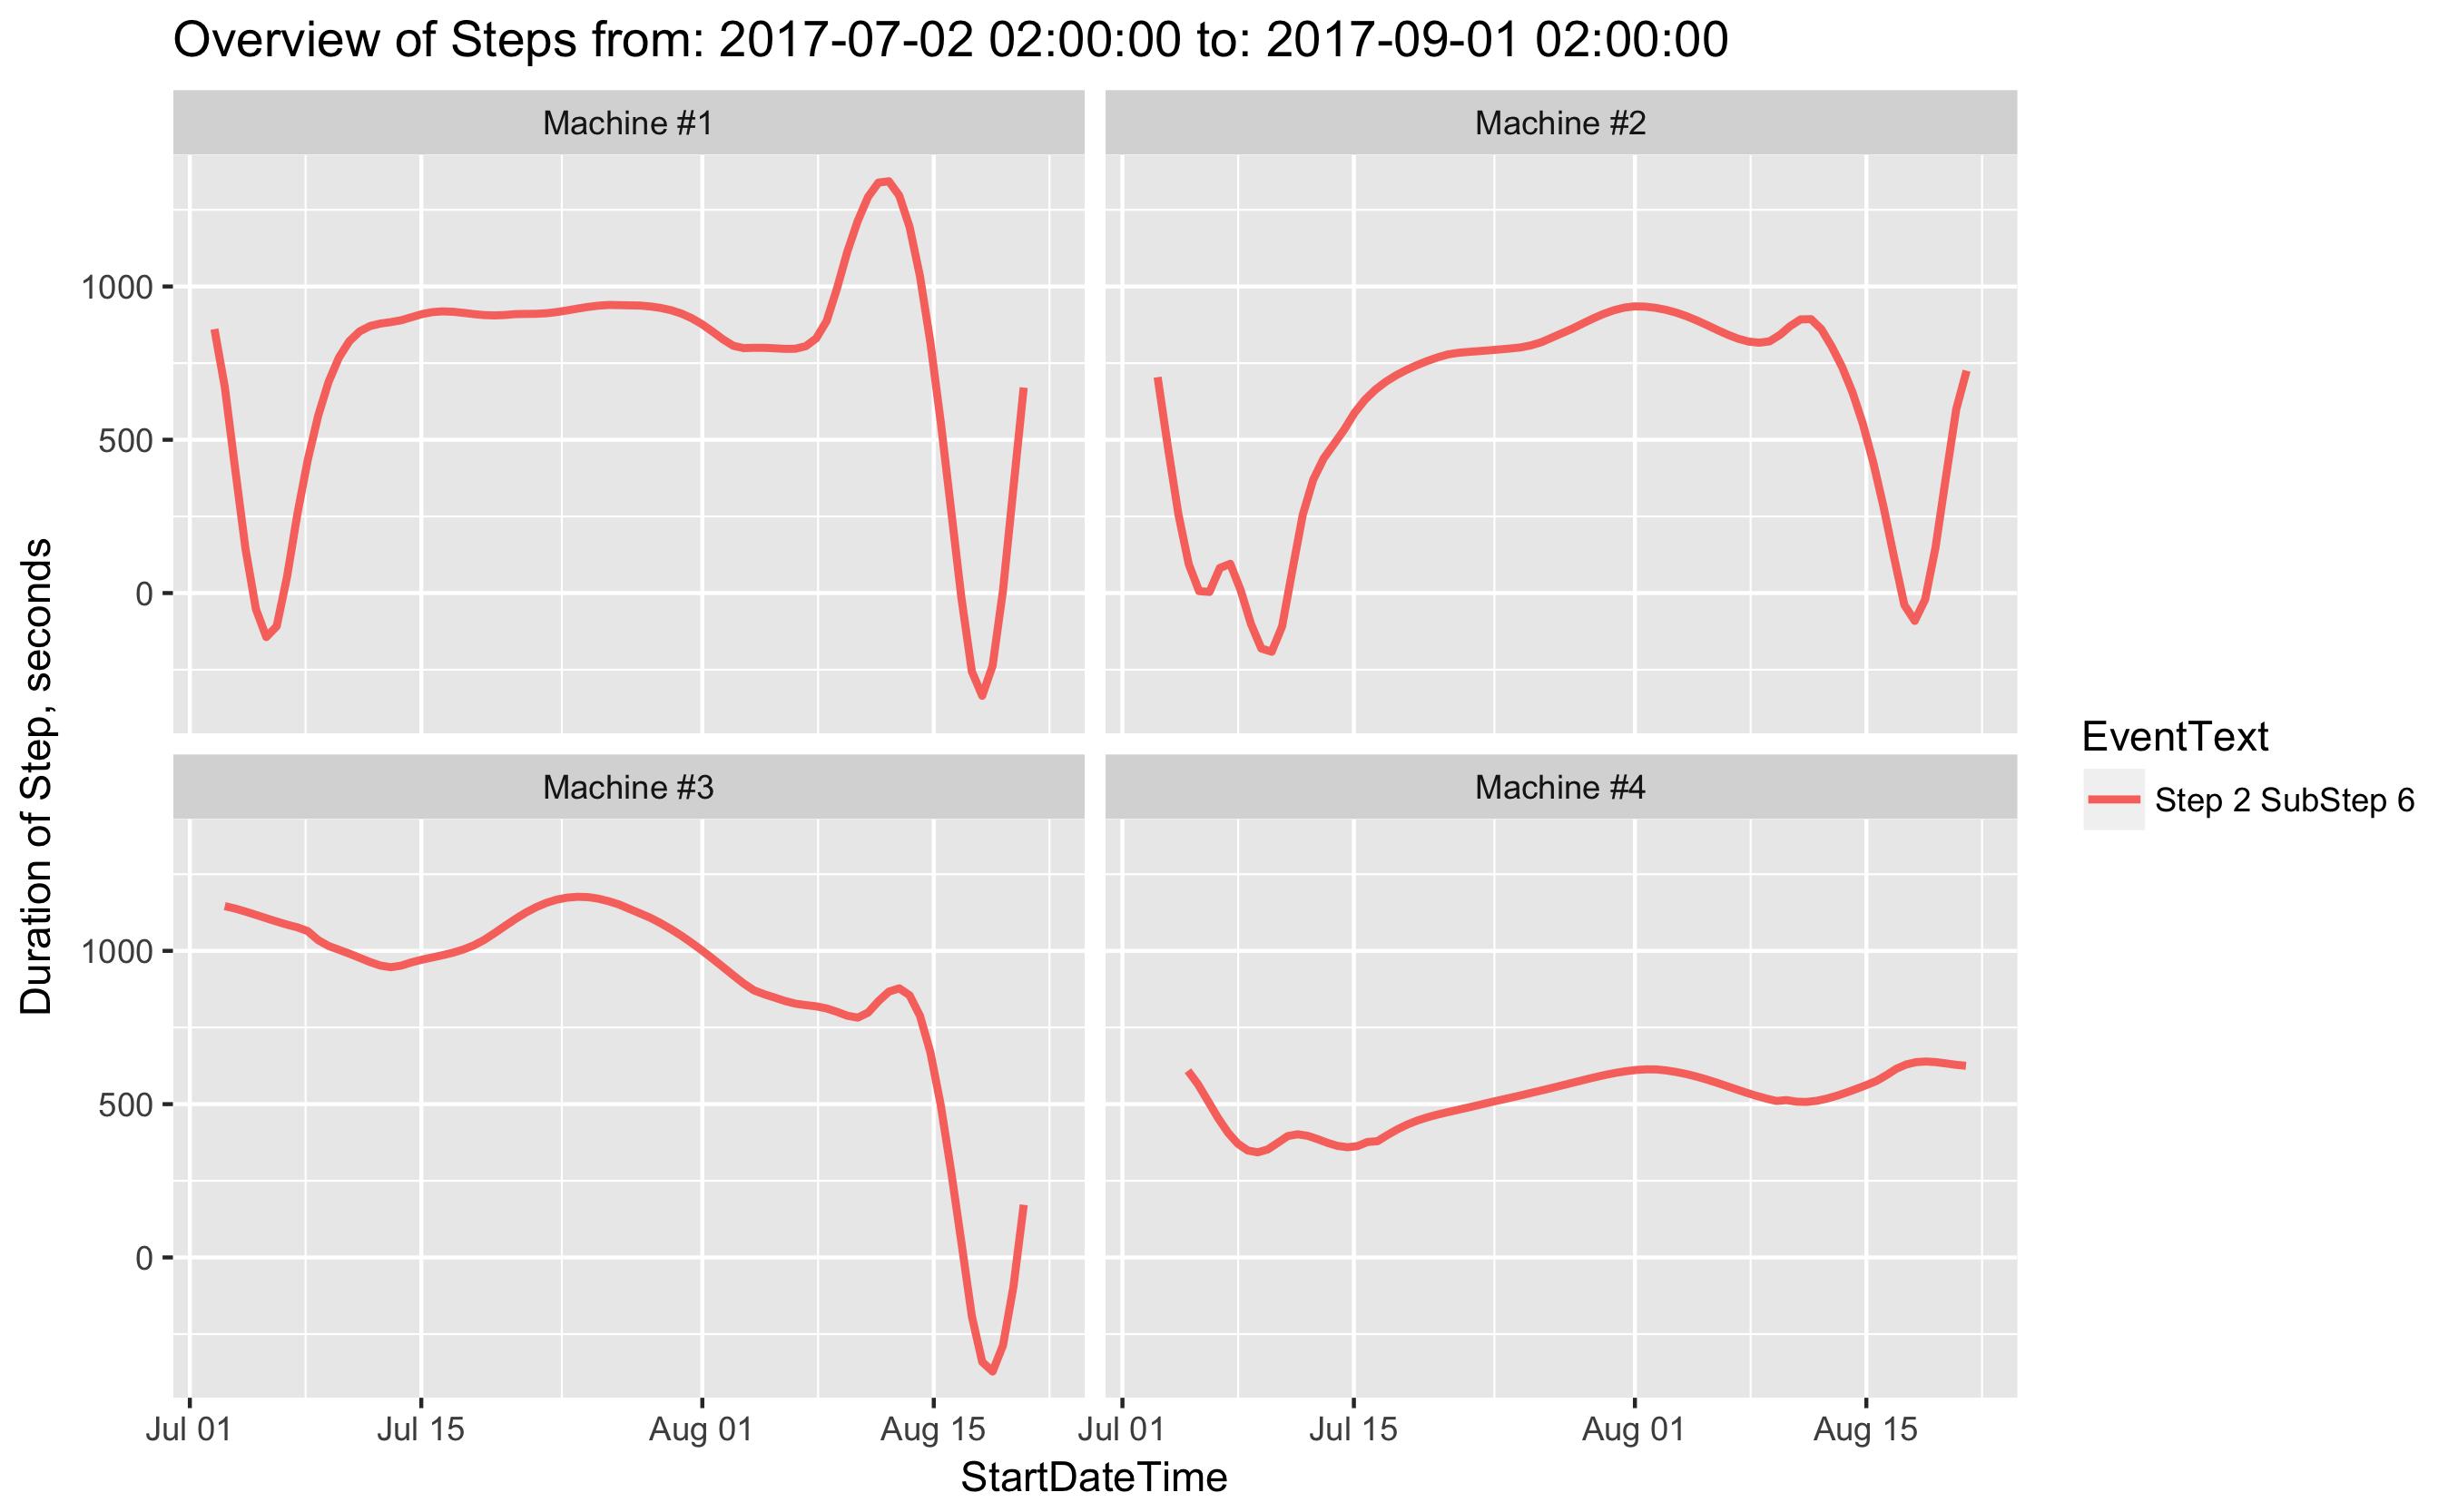 Overview of Steps from: 2017-07-02 02:00:00 to: 2017-09-01 02:00:00
Machine #1
Machine #2
1000
500
0
Machine #3
Machine #4
1000
500
0
Jul 01
Jul 15
Aug 01
Aug 15
Jul 01
Jul 15
Aug 01
Aug 15
StartDateTime
Duration of Step, seconds
EventText
Step 2 SubStep 6